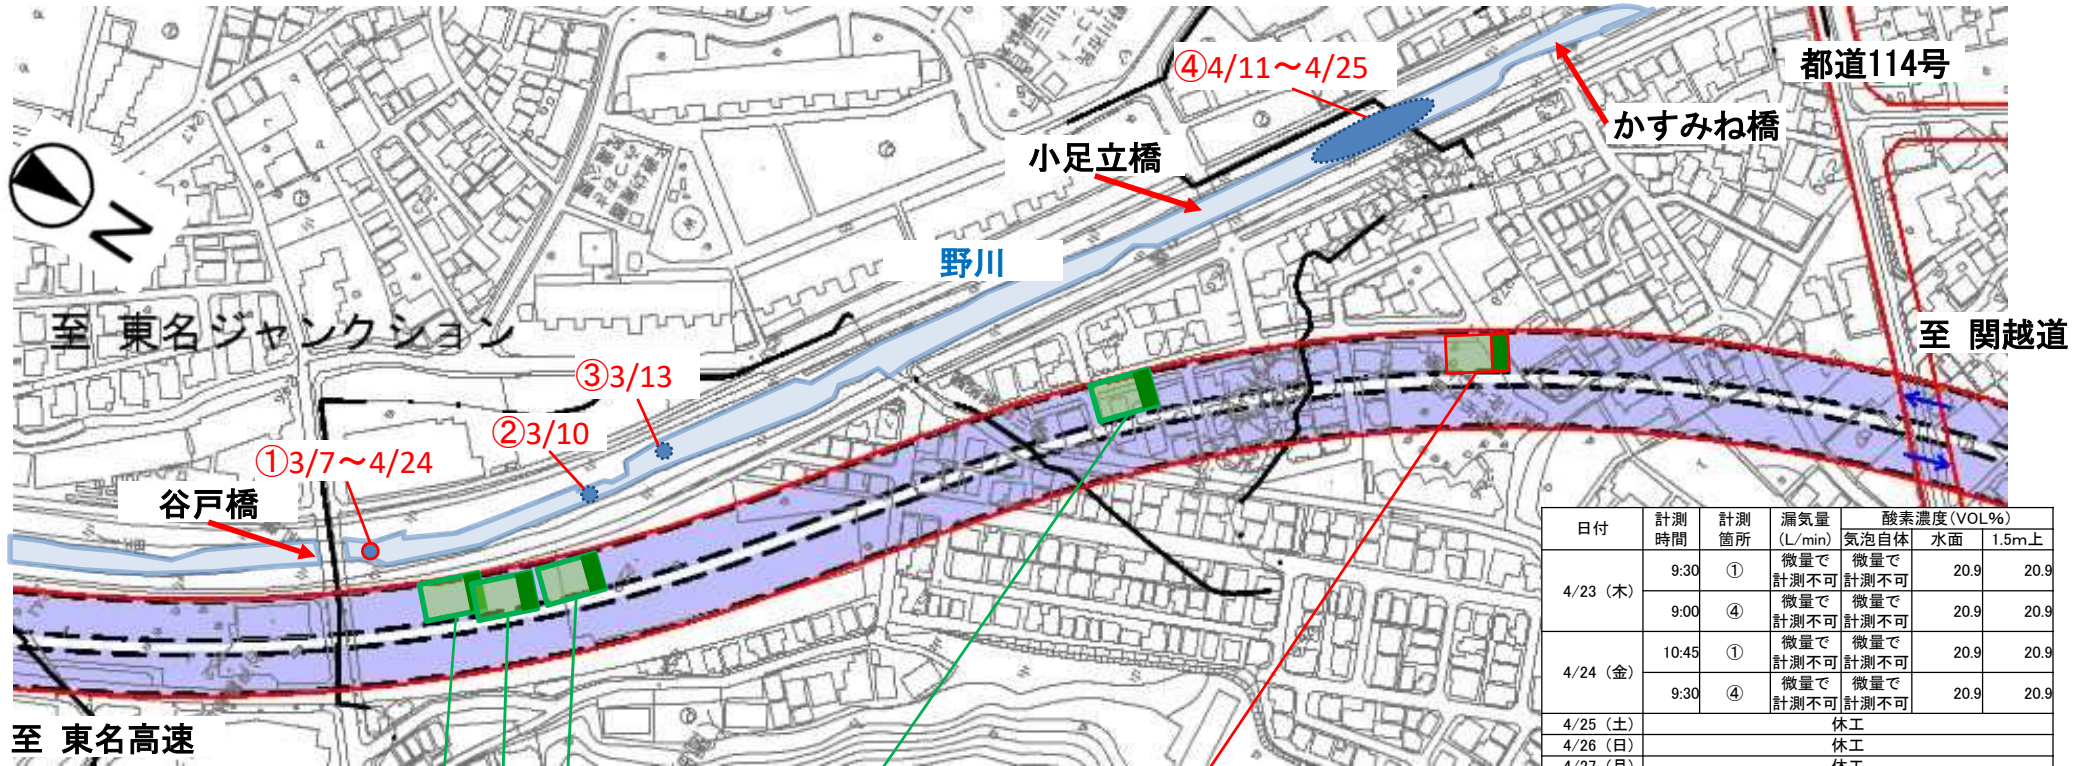 ④4/11～4/25
都道114号
かすみね橋
小足立橋
野川
N
至 東名ジャンクション
至 関越道
③3/13
②3/10
①3/7～4/24
谷戸橋
至 東名高速
日付 計測時間 計測箇所 漏気量(L/min) 酸素濃度(VOL%)
気泡自体 水面 1.5m上
4/23（木） 9:30 ① 微量で計測不可 微量で計測不可 20.9 20.9
9:00 ④ 微量で計測不可 微量で計測不可 20.9 20.9
4/24（金） 10:45 ① 微量で計測不可 微量で計測不可 20.9 20.9
9:30 ④ 微量で計測不可 微量で計測不可 20.9 20.9
4/25（土） 休工
4/26（日） 休工
4/27（月） 休工